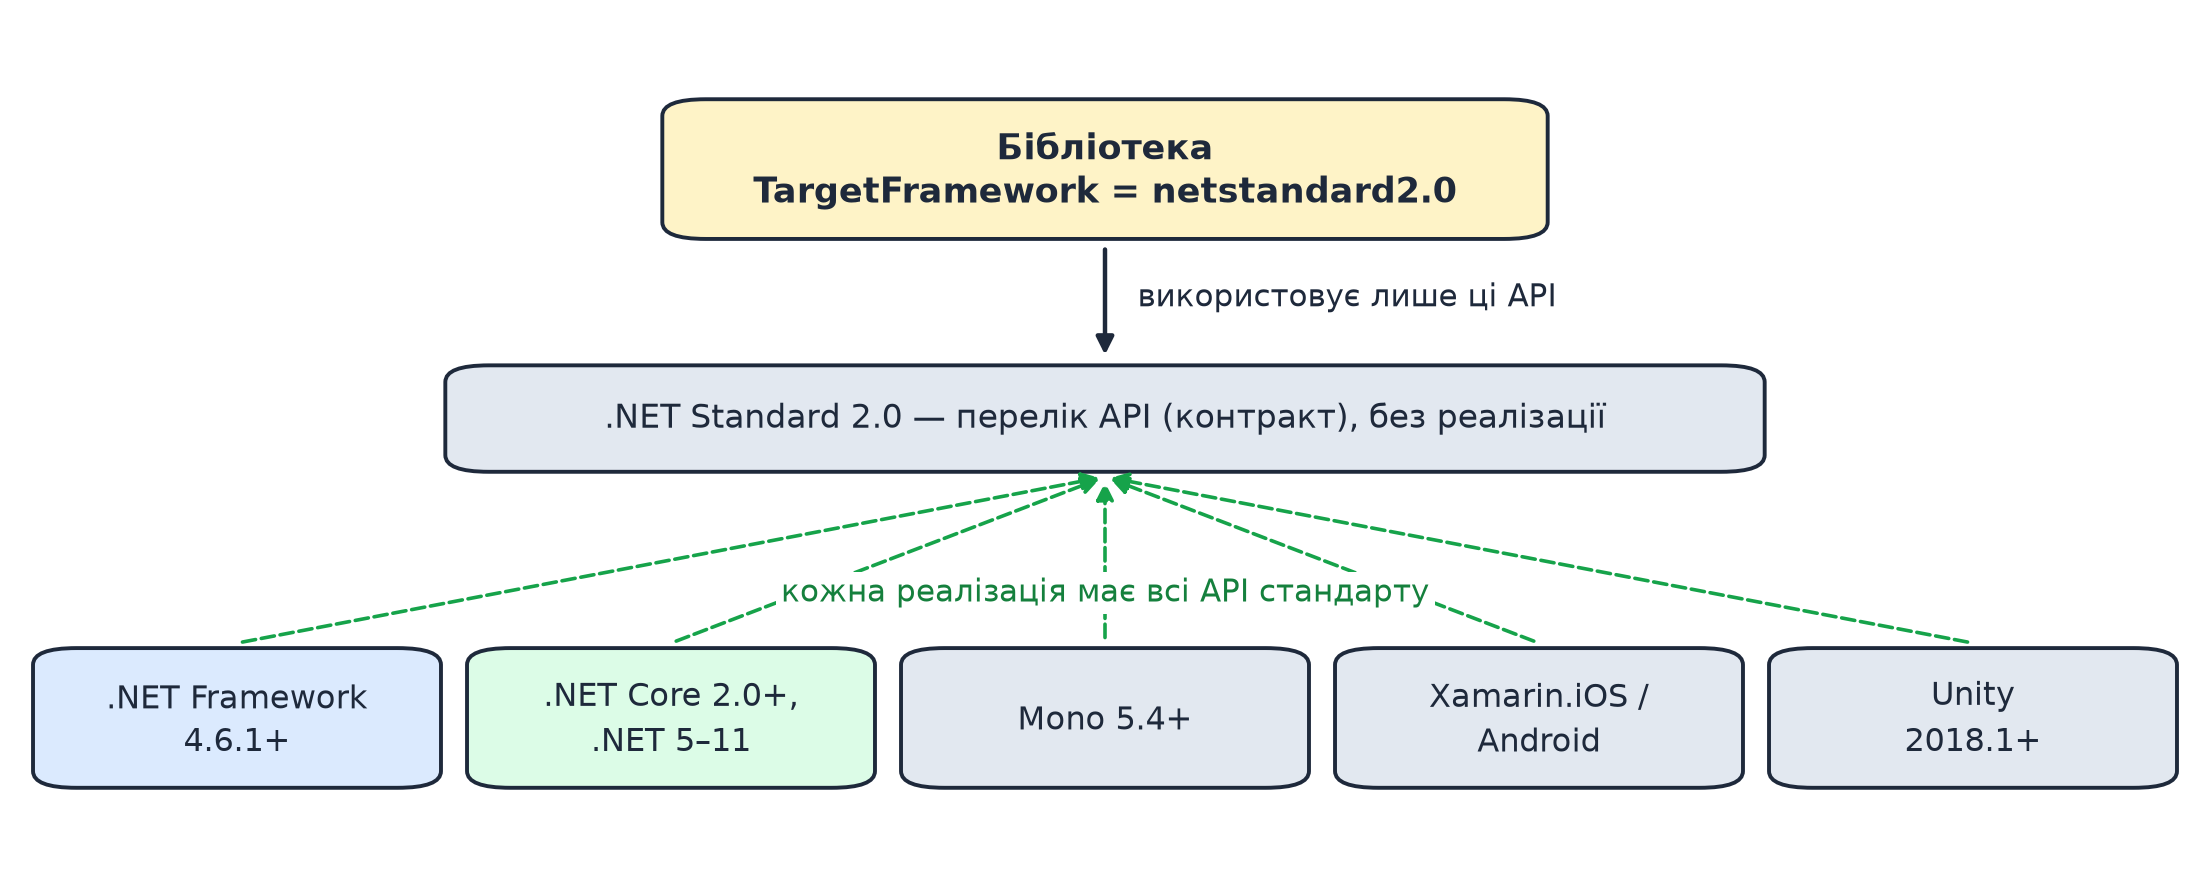 Бібліотека
TargetFramework = netstandard2.0
використовує лише ці API
.NET Standard 2.0 — перелік API (контракт), без реалізації
кожна реалізація має всі API стандарту
.NET Framework
4.6.1+
.NET Core 2.0+,
.NET 5–11
Mono 5.4+
Xamarin.iOS /
Android
Unity
2018.1+